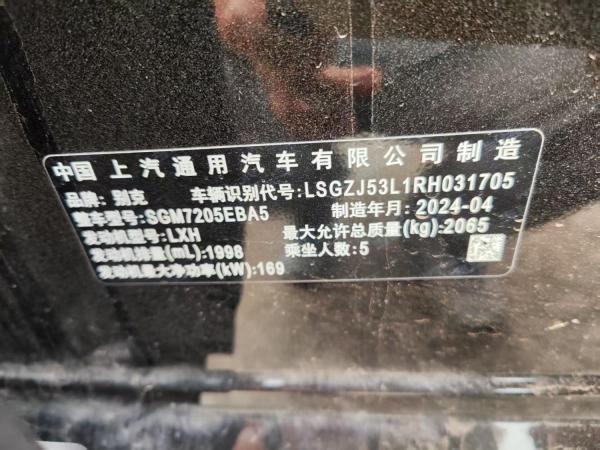 中国 上汽通用汽车有限公司制造
品牌: 别克 车辆识别代号: LSGZJ53L1RH031705
整车型号: SGM7205EBA5 制造年月: 2024-04
发动机型号: LXH 最大允许总质量(kg): 2065
发动机排量(mL): 1998 乘坐人数: 5
发动机最大净功率(kW): 169